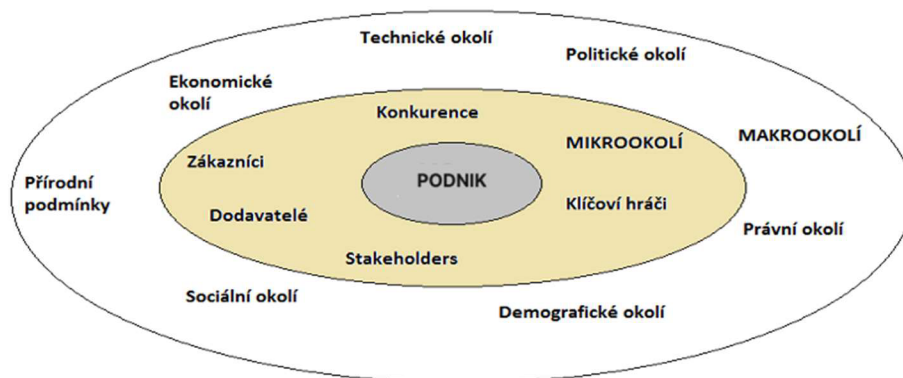 Technické okolí
Politické okolí
Ekonomické
okolí
Konkurence
MIKROOKOLÍ
MAKROOKOLÍ
Zákazníci
PODNIK
Přírodní
podmínky
Klíčoví hráči
Dodavatelé
Právní okolí
Stakeholders
Sociální okolí
Demografické okolí